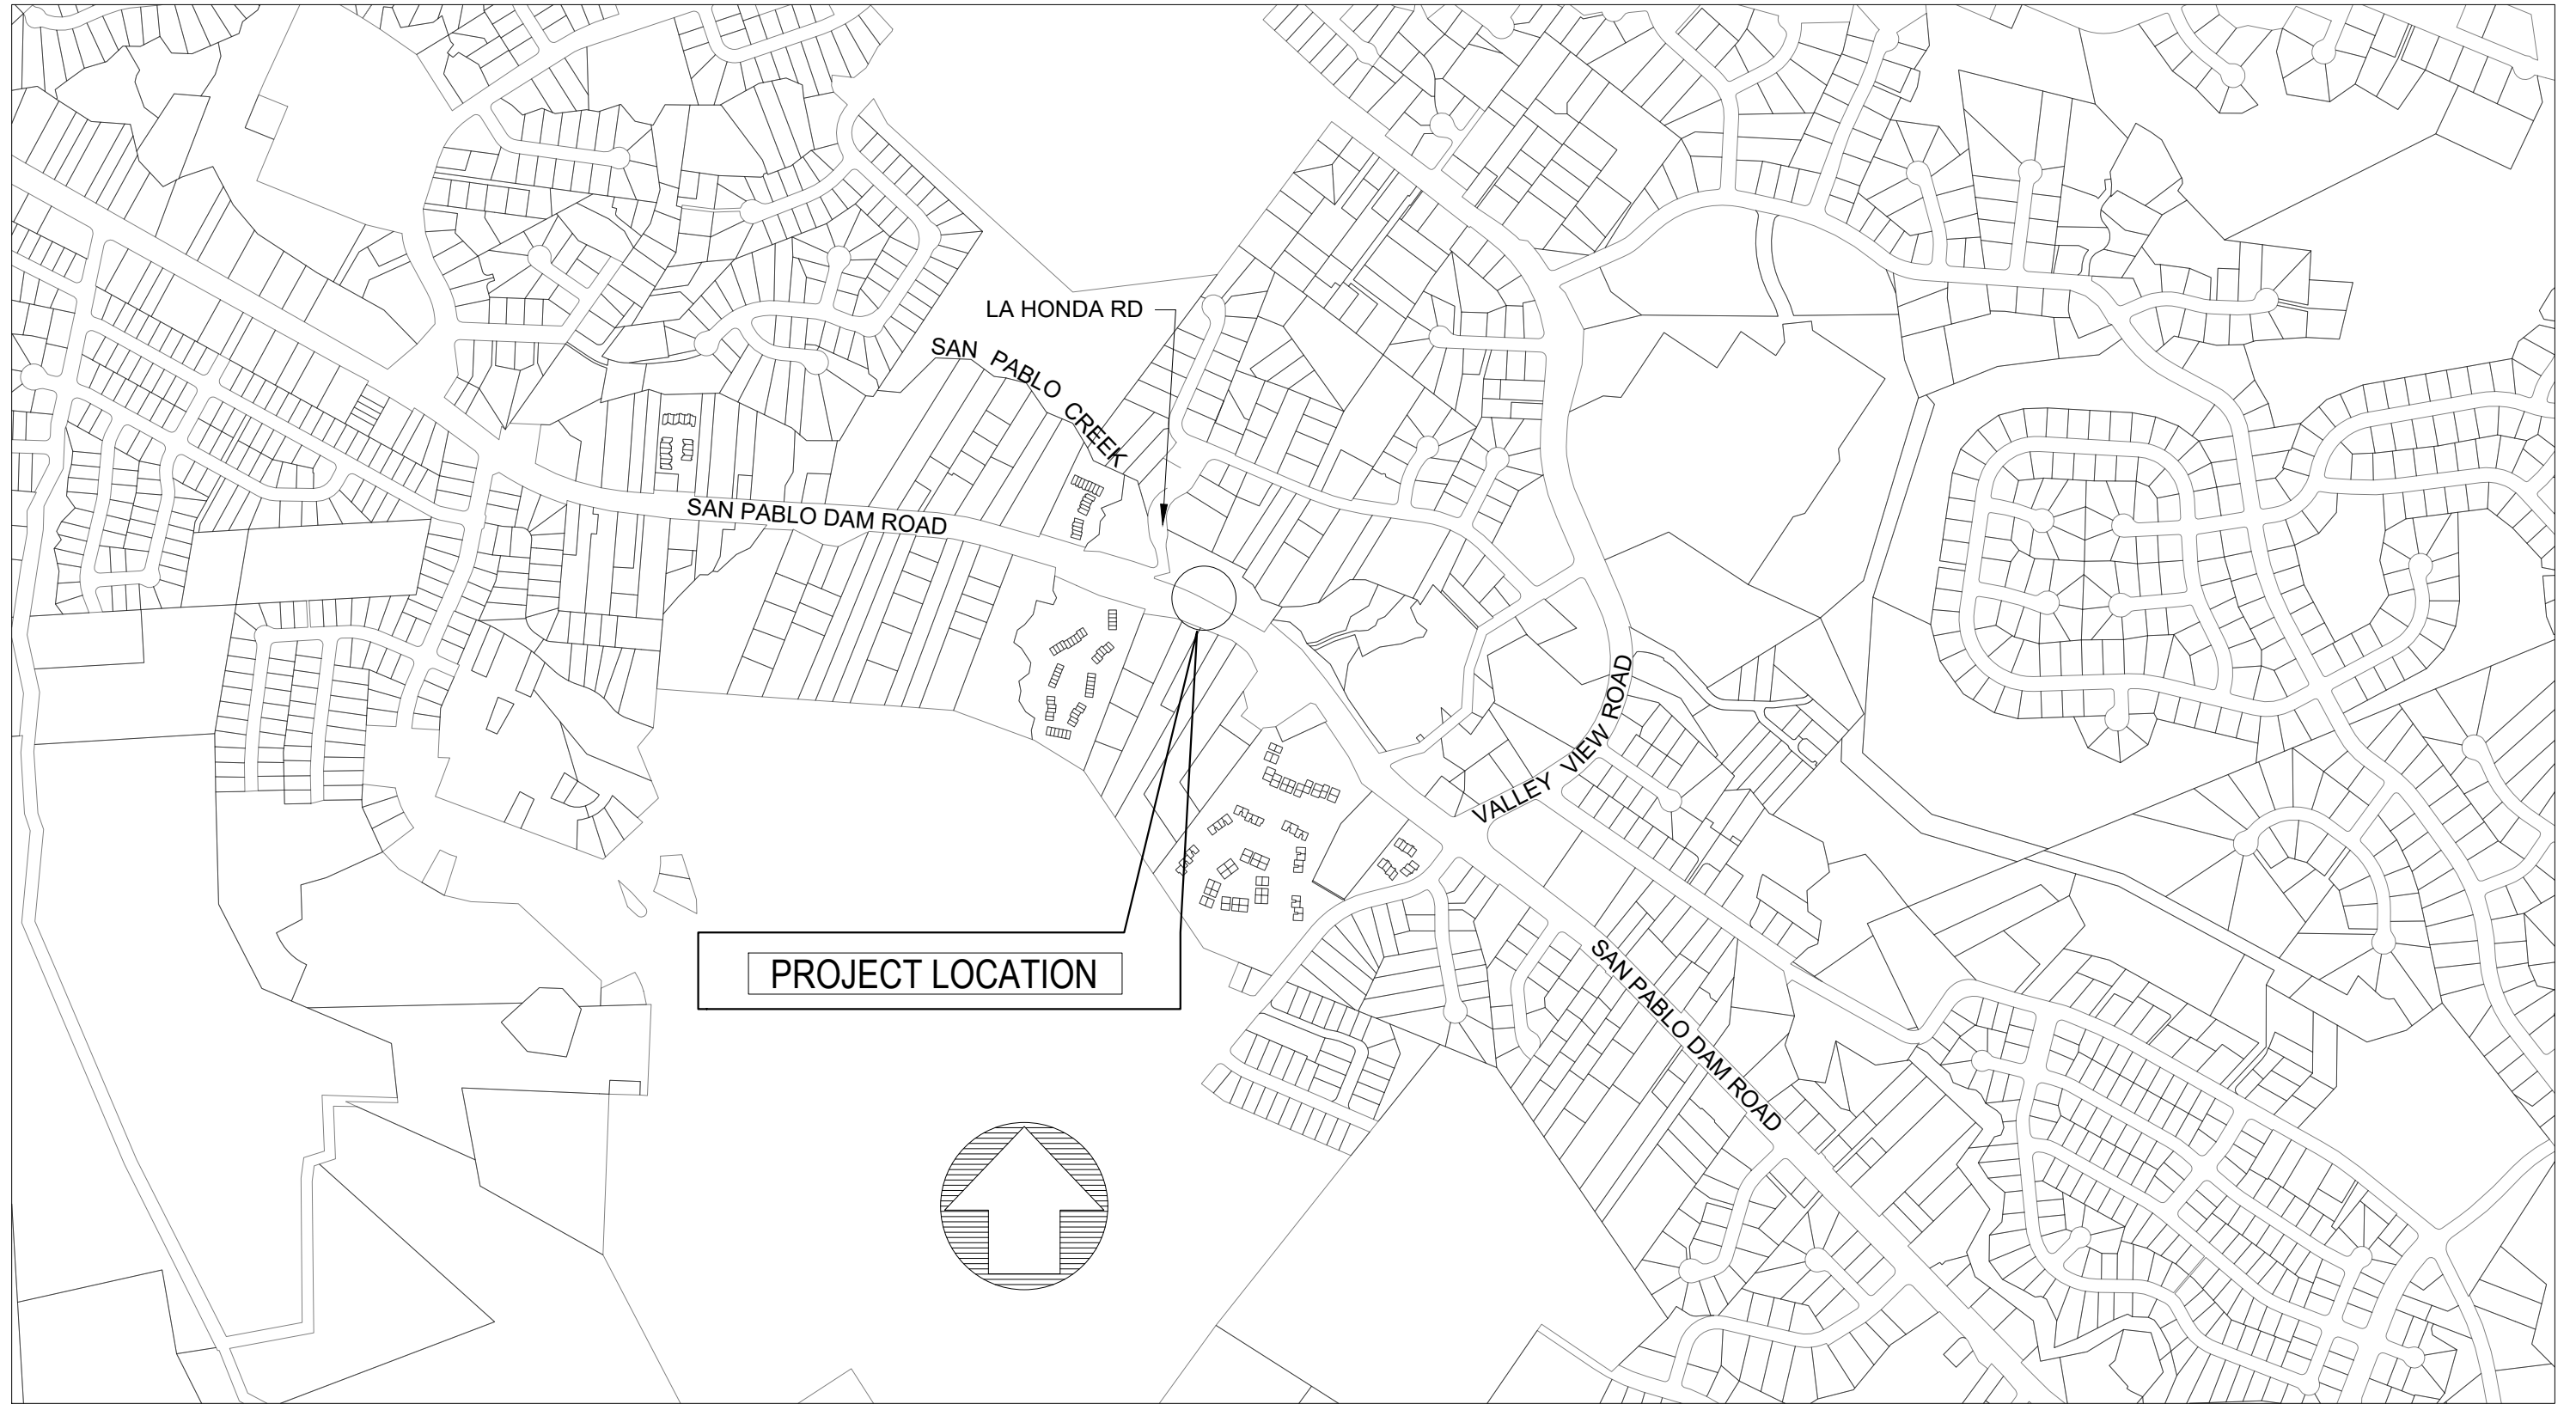 LA HONDA RD
SAN PABLO CREEK
SAN PABLO DAM ROAD
VALLEY VIEW ROAD
PROJECT LOCATION
SAN PABLO DAM ROAD